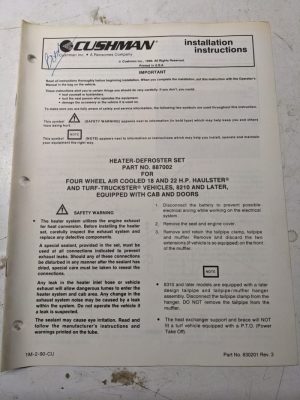 CUSHMAN
installation
instructions
Cushman Inc. • A Ransomes Company
© Cushman Inc., 1990. All Rights Reserved.
Printed in U.S.A.
IMPORTANT
Read all instructions thoroughly before beginning installation. When you complete the installation, put this instruction with the Operator's
Manual in the bag on the vehicle.
These instructions alert you to certain things you should do very carefully. If you don't, you could:
• hurt yourself or bystanders
• hurt the next person who operates the equipment
• damage the accessory or the vehicle it is used on.
To make sure you are fully aware of safety and service information, the following two symbols are used throughout this instruction.
This symbol (SAFETY WARNING) appears next to information (in bold type) which may help keep you and others
from being hurt.
This symbol NOTE (NOTE) appears next to information or instructions which may help you install, operate and maintain
your equipment the right way.
HEATER-DEFROSTER SET
PART NO. 887002
FOR
FOUR WHEEL AIR COOLED 18 AND 22 H.P. HAULSTER®
AND TURF-TRUCKSTER® VEHICLES, 8210 AND LATER,
EQUIPPED WITH CAB AND DOORS
SAFETY WARNING
• The heater system utilizes the engine exhaust
for heat conversion. Before installing the heater
set, carefully inspect the exhaust system and
replace any defective components.
A special sealant, provided in the set, must be
used at all connections indicated to prevent
exhaust leaks. Should any of these connections
be disturbed in any manner after the sealant has
dried, special care must be taken to reseal the
connections.
Any leak in the heater inlet hose or vehicle
exhaust will allow dangerous fumes to enter the
heater system and cab area. Any change in the
exhaust system noise may be caused by a leak
within the system. Do not operate the vehicle if
a leak is suspected.
The sealant may cause eye irritation. Read and
follow the manufacturer's instructions and
warnings printed on the tube.
1. Disconnect the battery to prevent possible
electrical arcing while working on the electrical
system.
2. Remove the seat and engine cover.
3. Remove and retain the tailpipe clamp, tailpipe
and muffler. Remove and discard the two
extensions (if vehicle is so equipped) on the front
of the muffler.
NOTE
• 8310 and later models are equipped with a later
design tailpipe and tailpipe/muffler hanger
assembly. Disconnect the tailpipe clamp from the
hanger. DO NOT remove the tailpipe from the
muffler.
• The heat exchanger support and brace will NOT
fit a turf vehicle equipped with a P.T.O. (Power
Take Off).
1M-2-90-CU
Part No. 830201 Rev. 3